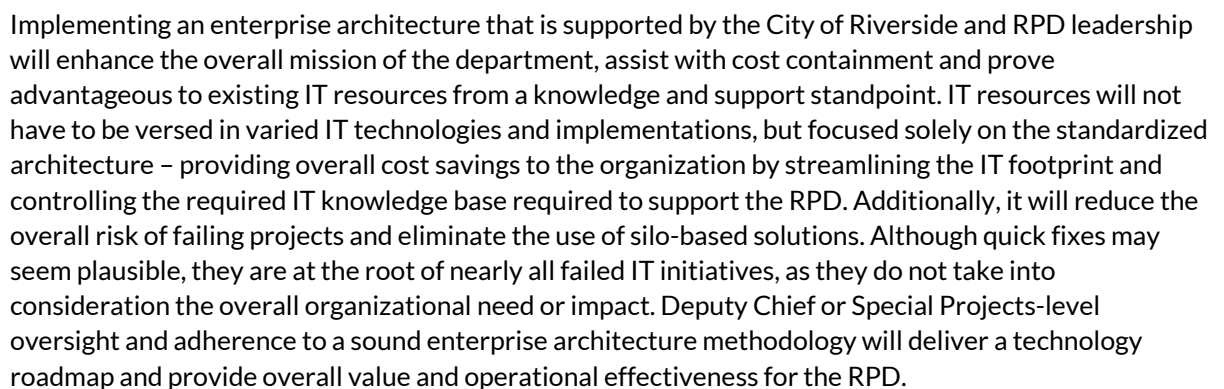 Implementing an enterprise architecture that is supported by the City of Riverside and RPD leadership
will enhance the overall mission of the department, assist with cost containment and prove
advantageous to existing IT resources from a knowledge and support standpoint. IT resources will not
have to be versed in varied IT technologies and implementations, but focused solely on the standardized
architecture – providing overall cost savings to the organization by streamlining the IT footprint and
controlling the required IT knowledge base required to support the RPD. Additionally, it will reduce the
overall risk of failing projects and eliminate the use of silo-based solutions. Although quick fixes may
seem plausible, they are at the root of nearly all failed IT initiatives, as they do not take into
consideration the overall organizational need or impact. Deputy Chief or Special Projects-level
oversight and adherence to a sound enterprise architecture methodology will deliver a technology
roadmap and provide overall value and operational effectiveness for the RPD.